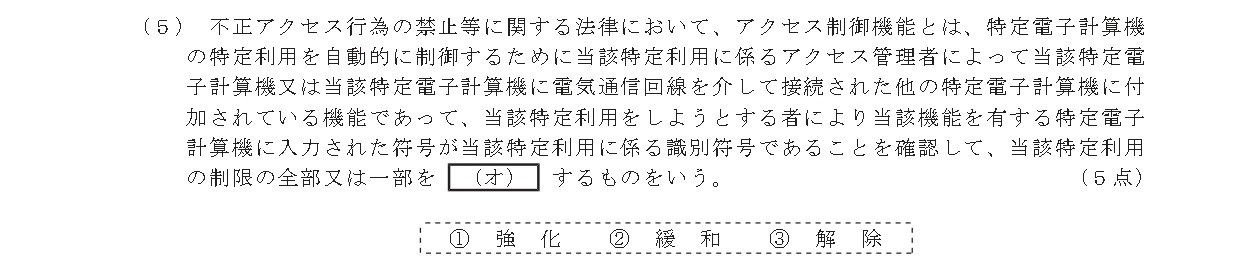 （５） 不正アクセス行為の禁止等に関する法律において、アクセス制御機能とは、特定電子計算機
の特定利用を自動的に制御するために当該特定利用に係るアクセス管理者によって当該特定電
子計算機又は当該特定電子計算機に電気通信回線を介して接続された他の特定電子計算機に付
加されている機能であって、当該特定利用をしようとする者により当該機能を有する特定電子
計算機に入力された符号が当該特定利用に係る識別符号であることを確認して、当該特定利用
の制限の全部又は一部を （オ） するものをいう。 （５点）
① 強 化 ② 緩 和 ③ 解 除